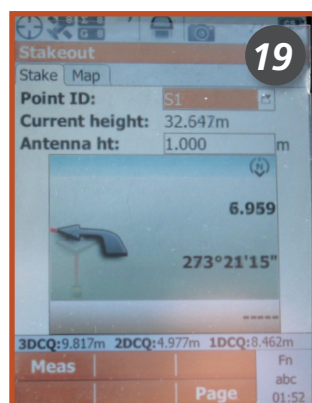 19
Stakeout
Stake Map
Point ID: S1
Current height: 32.647m
Antenna ht: 1.000 m
N
6.959
273°21'15"
-----
3DCQ:9.817m 2DCQ:4.977m 1DCQ:8.462m
Meas Fn
abc
Page 01:52